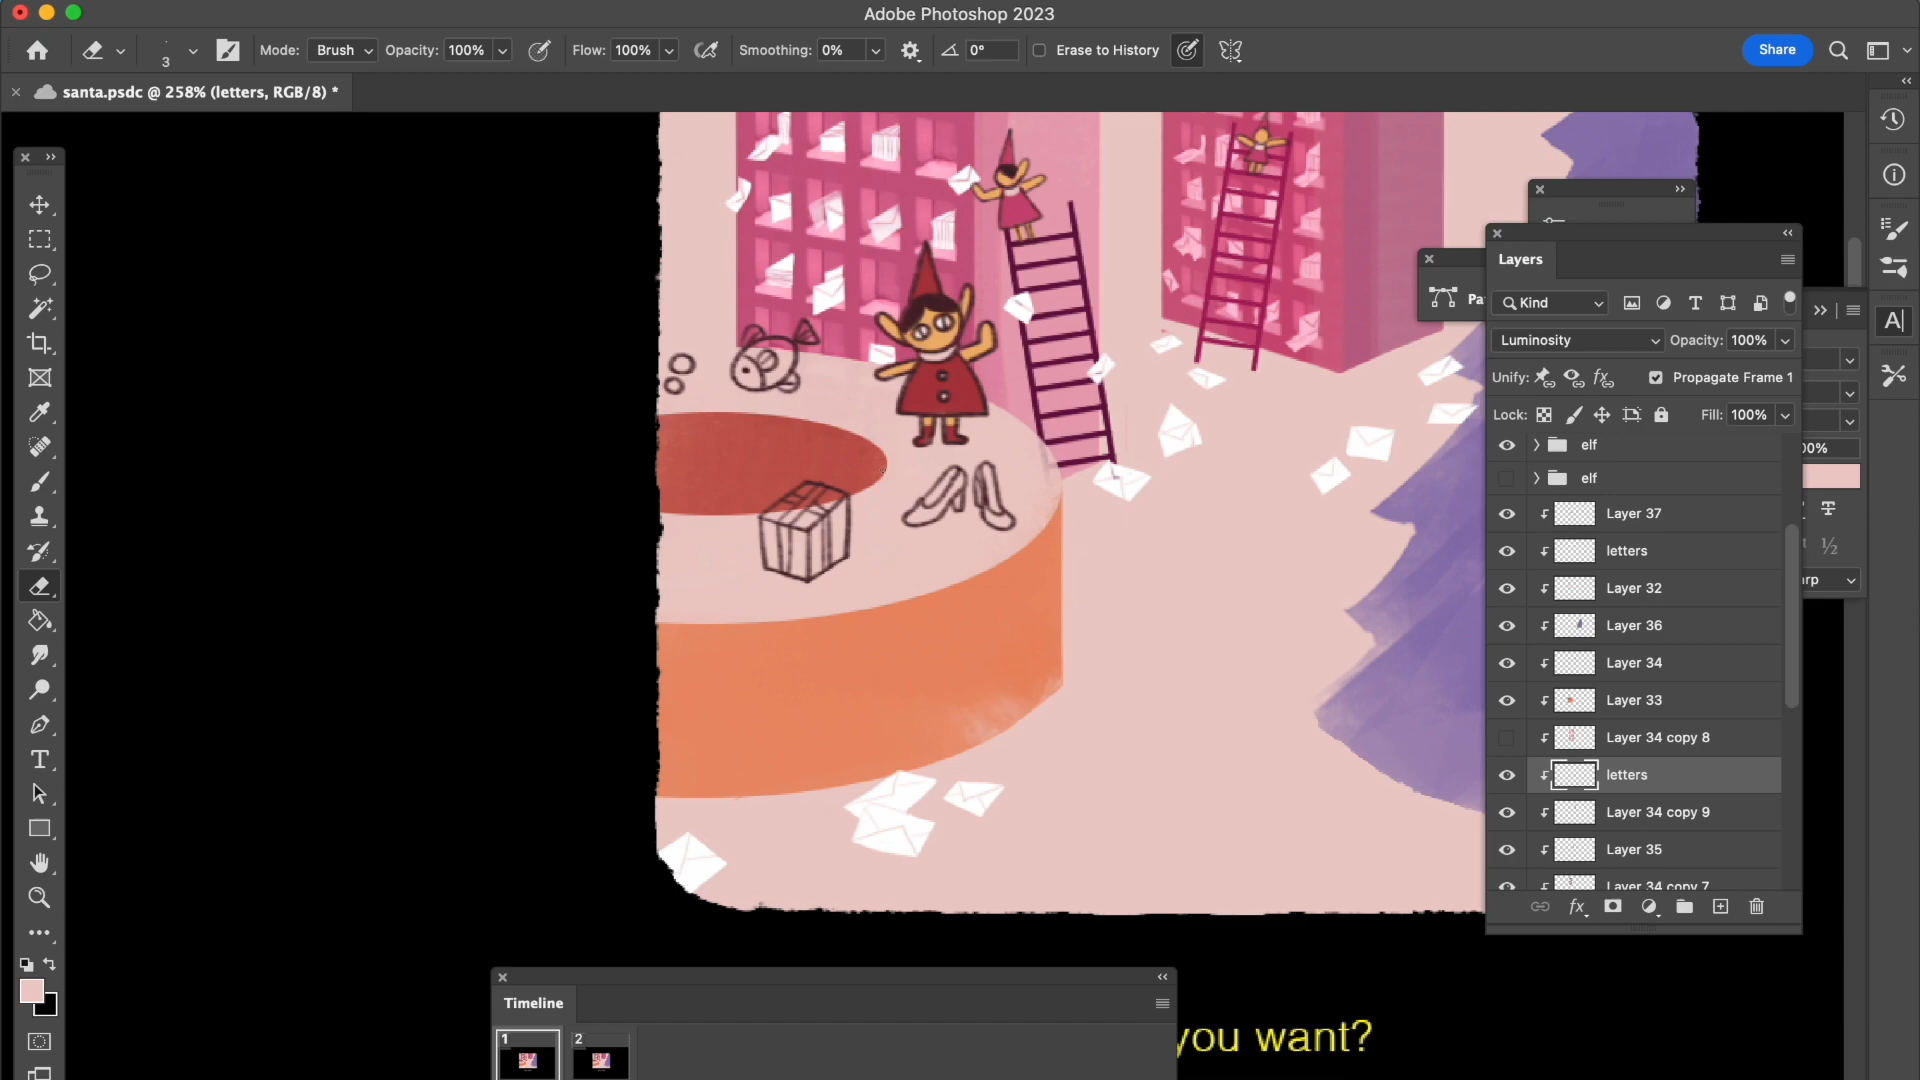 Adobe Photoshop 2023
3
Mode: Brush
Opacity: 100%
Flow: 100%
Smoothing: 0%
0°
Erase to History
Share
santa.psdc @ 258% (letters, RGB/8) *
Layers
Kind
Luminosity
Opacity: 100%
Unify:
Propagate Frame 1
Lock:
Fill: 100%
elf
elf
Layer 37
letters
Layer 32
Layer 36
Layer 34
Layer 33
Layer 34 copy 8
letters
Layer 34 copy 9
Layer 35
Layer 34 copy 7
Timeline
1
2
you want?